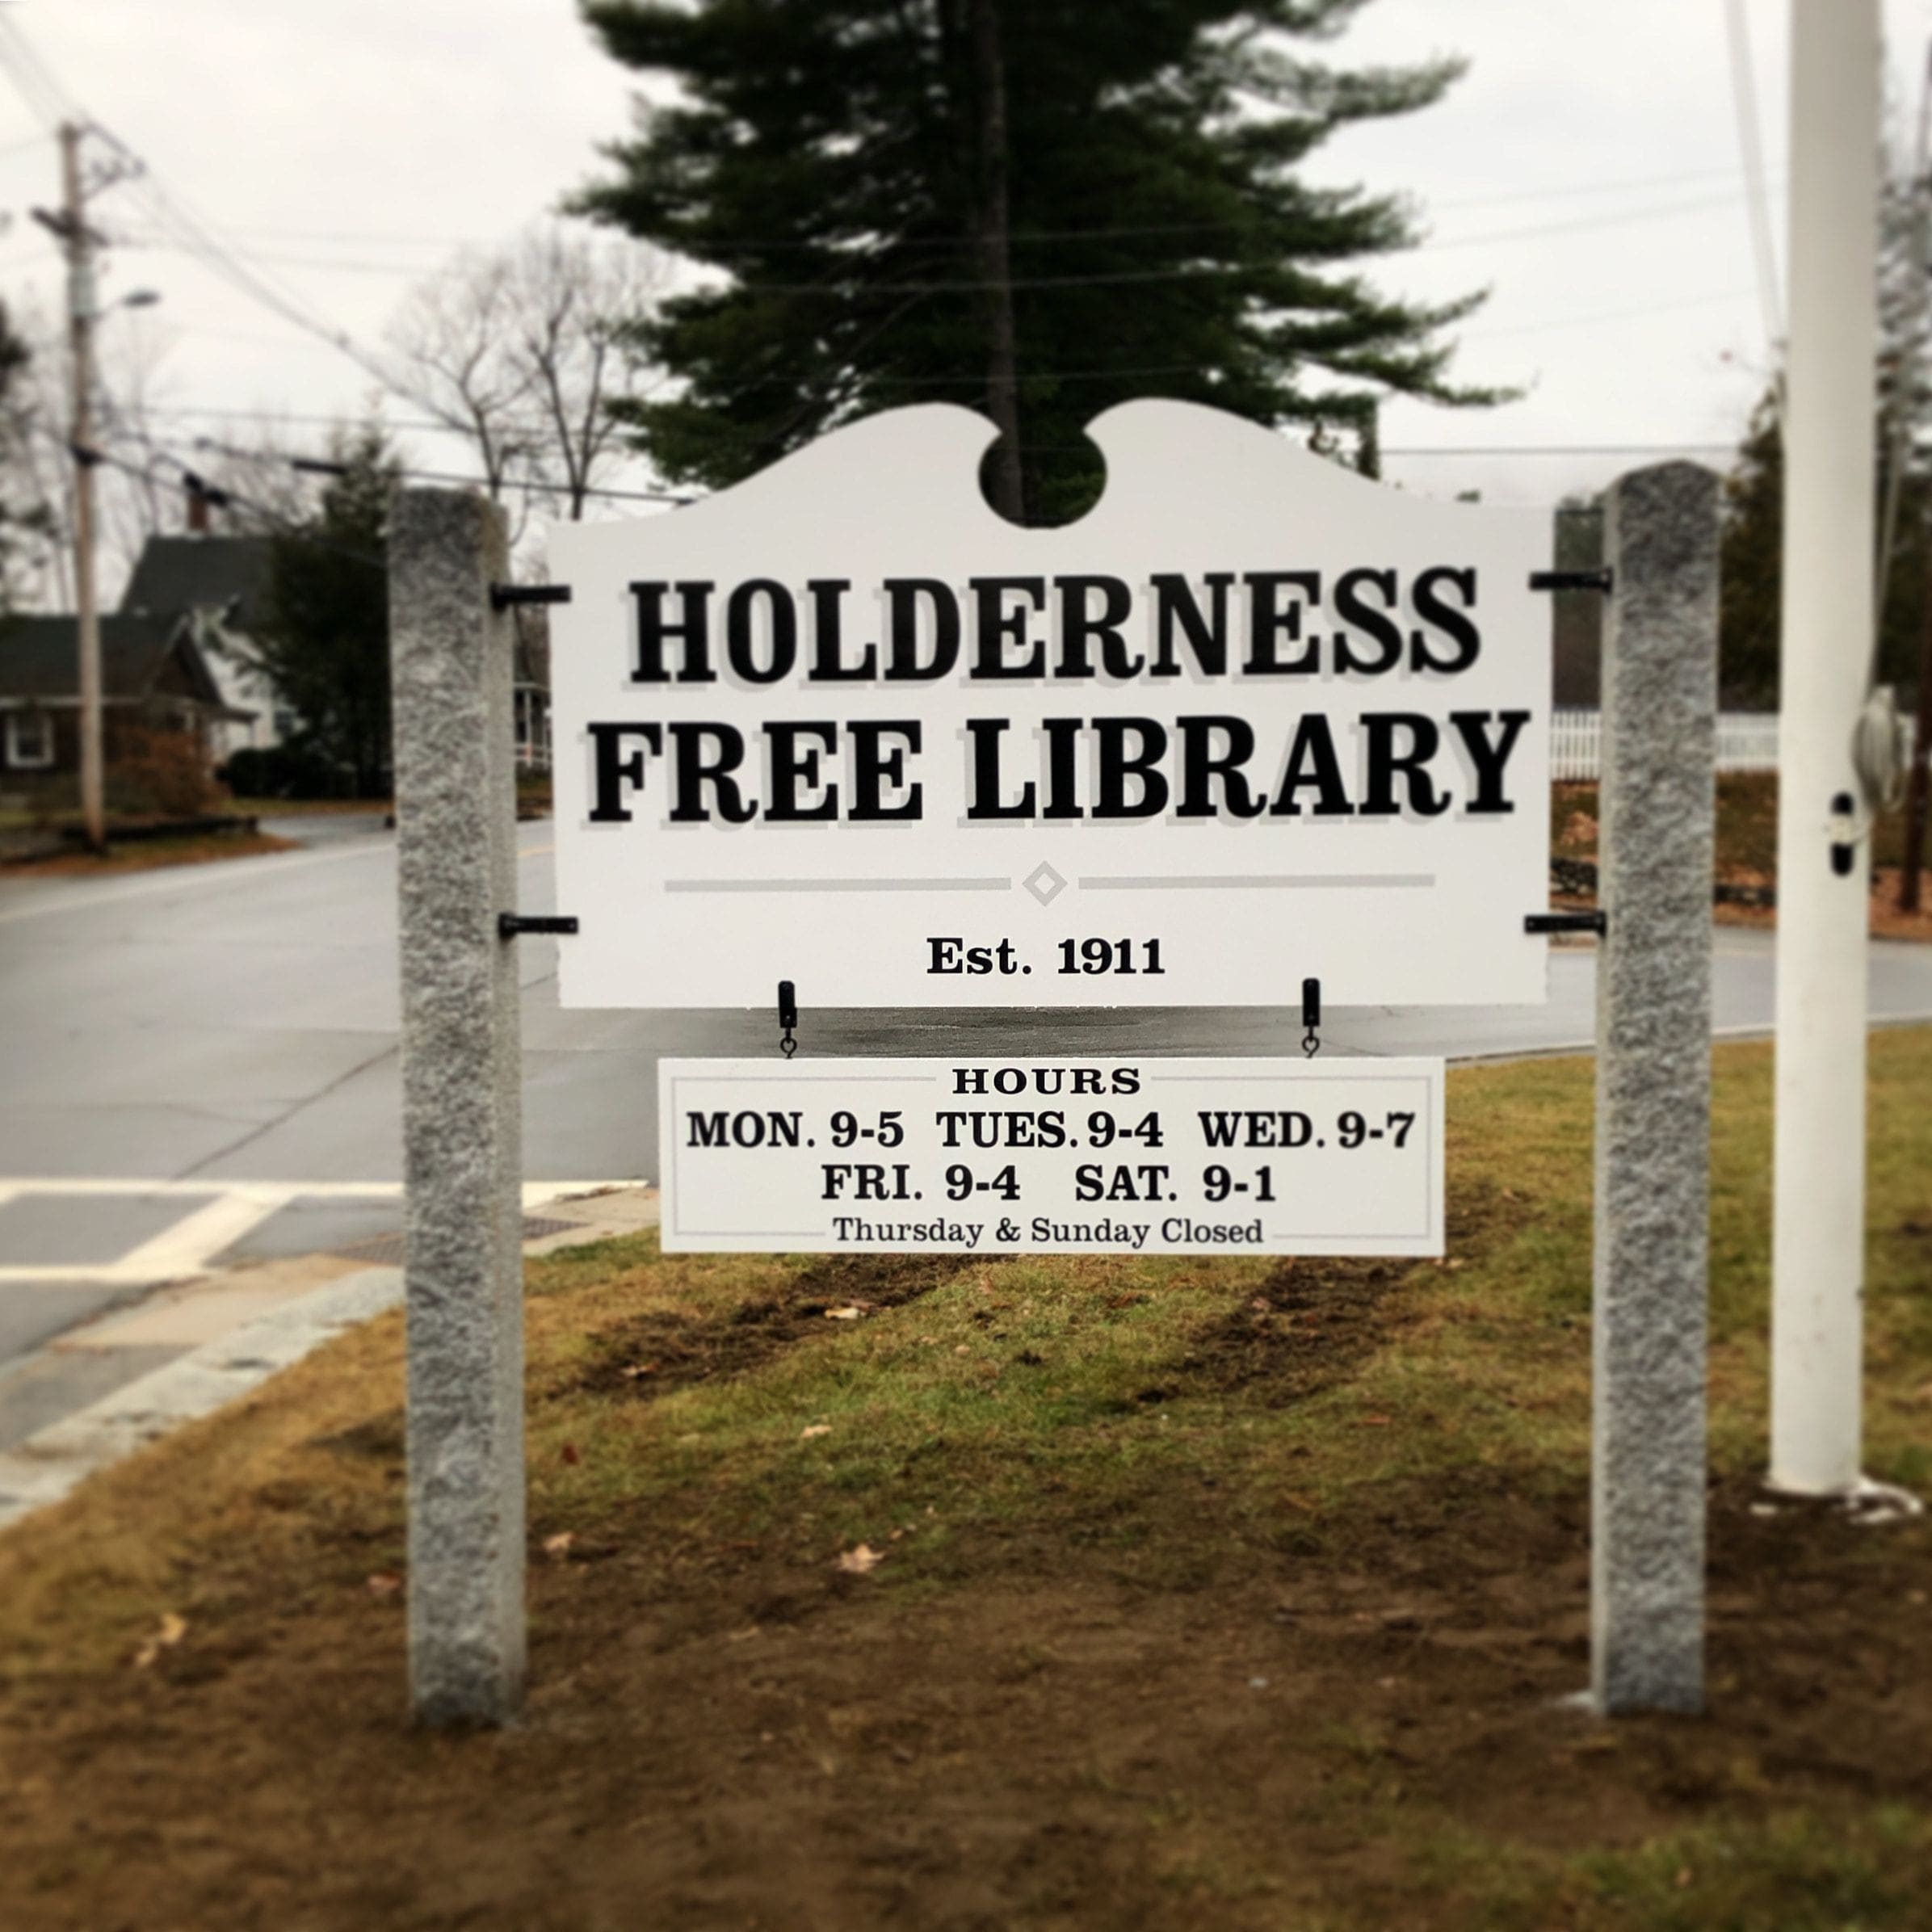 HOLDERNESS
FREE LIBRARY
Est. 1911
HOURS
MON. 9-5 TUES. 9-4 WED. 9-7
FRI. 9-4 SAT. 9-1
Thursday & Sunday Closed